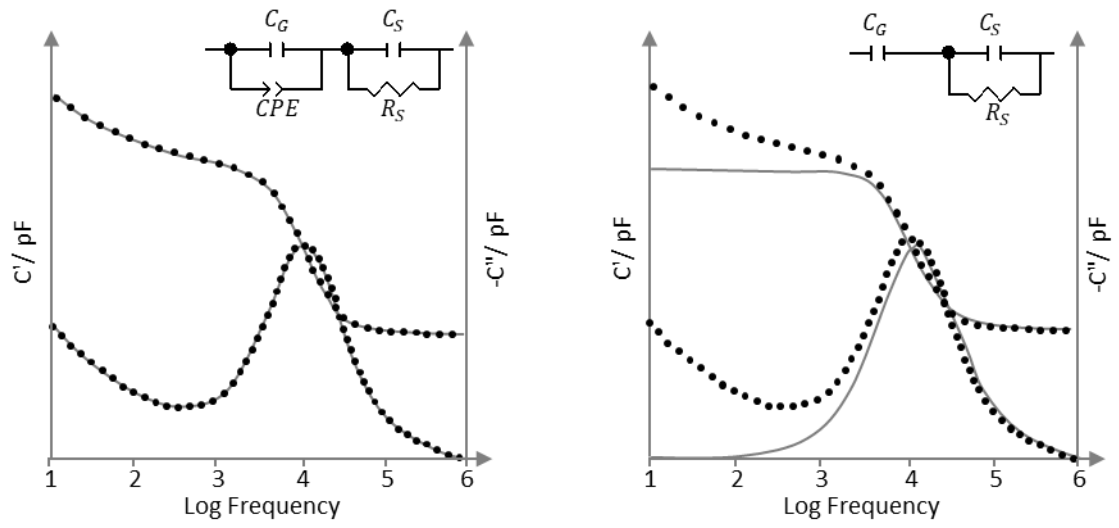 C_G C_S
CPE R_S
C'/ pF
-C''/ pF
1 2 3 4 5 6
Log Frequency
C_G C_S
R_S
C'/ pF
-C''/ pF
1 2 3 4 5 6
Log Frequency